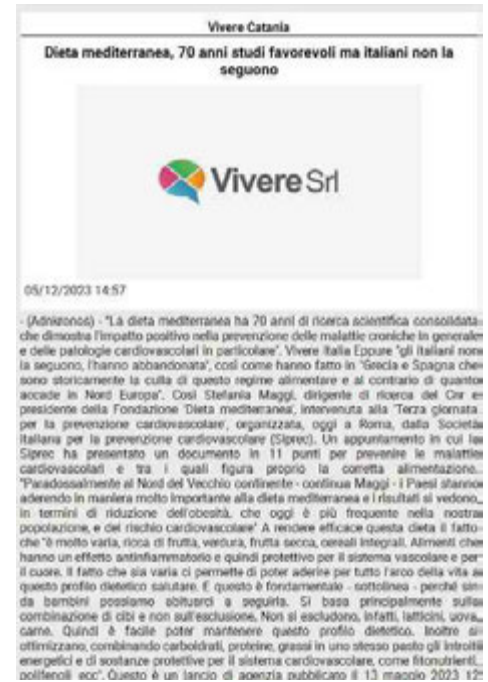 Vivere Catania
Dieta mediterranea, 70 anni studi favorevoli ma italiani non la
seguono
Vivere Srl
05/12/2023 14:57
- (Adnkronos) - "La dieta mediterranea ha 70 anni di ricerca scientifica consolidata
che dimostra l'impatto positivo nella prevenzione delle malattie croniche in generale
e delle patologie cardiovascolari in particolare". Vivere Italia Eppure "gli italiani non
la seguono, l'hanno abbandonata", così come hanno fatto in "Grecia e Spagna che
sono storicamente la culla di questo regime alimentare e al contrario di quanto
accade in Nord Europa". Così Stefania Maggi, dirigente di ricerca del Cnr e
presidente della Fondazione 'Dieta mediterranea', intervenuta alla 'Terza giornata
per la prevenzione cardiovascolare', organizzata, oggi a Roma, dalla Società
italiana per la prevenzione cardiovascolare (Siprec). Un appuntamento in cui la
Siprec ha presentato un documento in 11 punti per prevenire le malattie
cardiovascolari e tra i quali figura proprio la corretta alimentazione.
"Paradossalmente al Nord del Vecchio continente - continua Maggi - i Paesi stanno
aderendo in maniera molto importante alla dieta mediterranea e i risultati si vedono,
in termini di riduzione dell'obesità, che oggi è più frequente nella nostra
popolazione, e del rischio cardiovascolare" A rendere efficace questa dieta il fatto
che "è molto varia, ricca di frutta, verdura, frutta secca, cereali integrali. Alimenti che
hanno un effetto antinfiammatorio e quindi protettivo per il sistema vascolare e per
il cuore. Il fatto che sia varia ci permette di poter aderire per tutto l'arco della vita a
questo profilo dietetico salutare. E questo è fondamentale - sottolinea - perché sin
da bambini possiamo abituarci a seguirla. Si basa principalmente sulla
combinazione di cibi e non sull'esclusione. Non si escludono, infatti, latticini, uova,
carne. Quindi è facile poter mantenere questo profilo dietetico. Inoltre si
ottimizzano, combinando carboidrati, proteine, grassi in uno stesso pasto gli introiti
energetici e di sostanze protettive per il sistema cardiovascolare, come fitonutrienti,
polifenoli ecc". Questo è un lancio di agenzia pubblicato il 13 maggio 2023 12